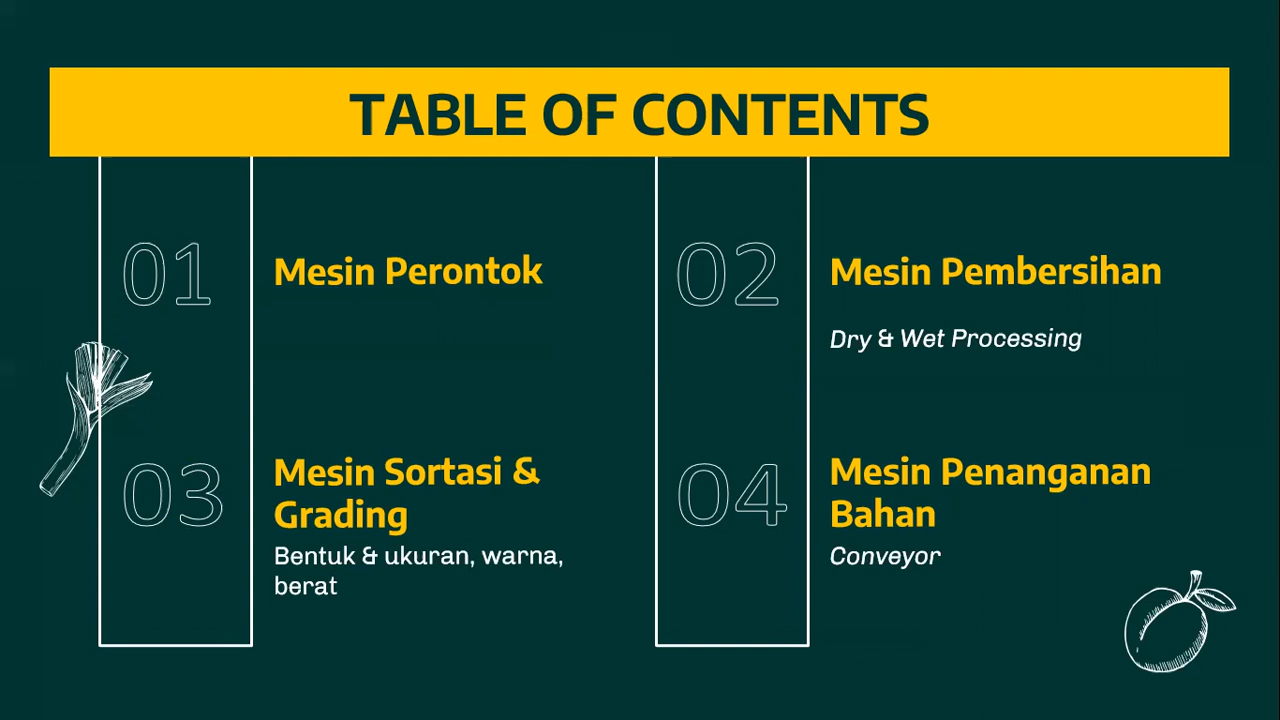 TABLE OF CONTENTS
01
Mesin Perontok
02
Mesin Pembersihan
Dry & Wet Processing
03
Mesin Sortasi &
Grading
Bentuk & ukuran, warna,
berat
04
Mesin Penanganan
Bahan
Conveyor